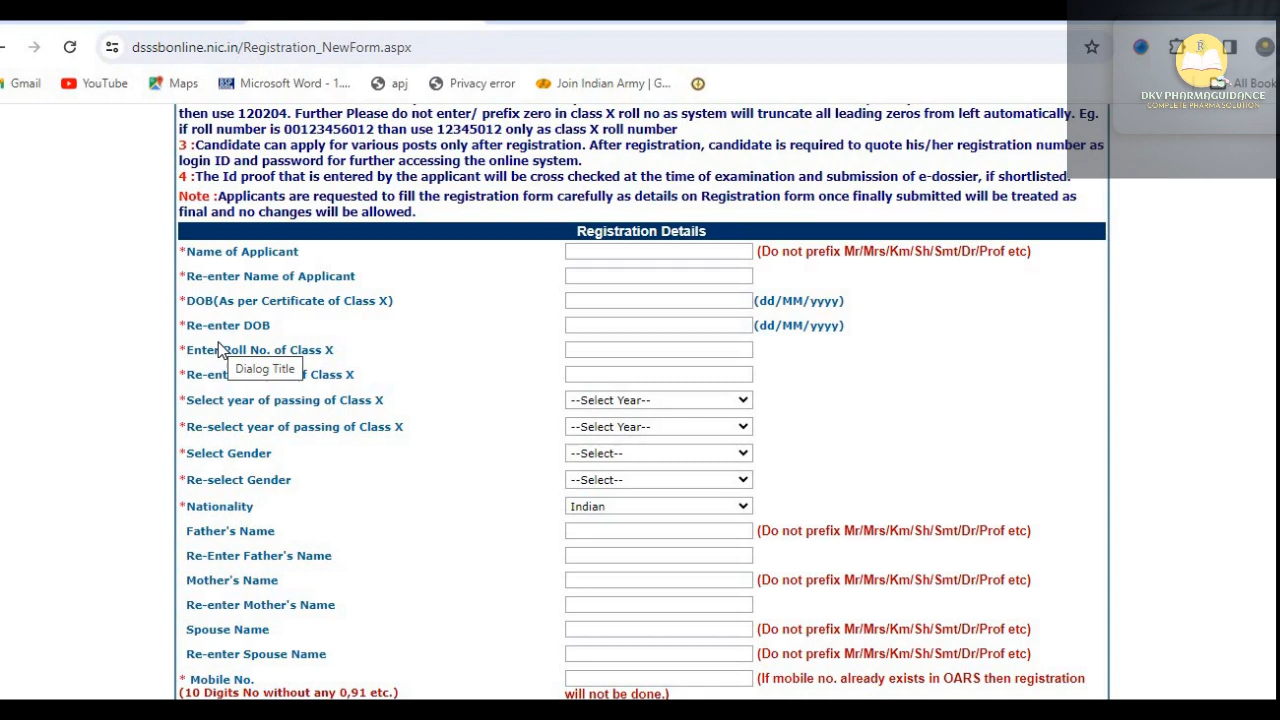 dsssbonline.nic.in/Registration_NewForm.aspx
Gmail YouTube Maps Microsoft Word - 1.... apj Privacy error Join Indian Army | G... All Book
R
DKV PHARMAGUIDANCE
COMPLETE PHARMASOLUTION
then use 120204. Further Please do not enter/ prefix zero in class X roll no as system will truncate all leading zeros from left automatically. Eg.
if roll number is 00123456012 than use 12345012 only as class X roll number
3 :Candidate can apply for various posts only after registration. After registration, candidate is required to quote his/her registration number as
login ID and password for further accessing the online system.
4 :The Id proof that is entered by the applicant will be cross checked at the time of examination and submission of e-dossier, if shortlisted.
Note :Applicants are requested to fill the registration form carefully as details on Registration form once finally submitted will be treated as
final and no changes will be allowed.
Registration Details
*Name of Applicant (Do not prefix Mr/Mrs/Km/Sh/Smt/Dr/Prof etc)
*Re-enter Name of Applicant
*DOB(As per Certificate of Class X) (dd/MM/yyyy)
*Re-enter DOB (dd/MM/yyyy)
*Enter Roll No. of Class X
Dialog Title
*Re-ent f Class X
*Select year of passing of Class X --Select Year--
*Re-select year of passing of Class X --Select Year--
*Select Gender --Select--
*Re-select Gender --Select--
*Nationality Indian
Father's Name (Do not prefix Mr/Mrs/Km/Sh/Smt/Dr/Prof etc)
Re-Enter Father's Name
Mother's Name (Do not prefix Mr/Mrs/Km/Sh/Smt/Dr/Prof etc)
Re-enter Mother's Name
Spouse Name (Do not prefix Mr/Mrs/Km/Sh/Smt/Dr/Prof etc)
Re-enter Spouse Name (Do not prefix Mr/Mrs/Km/Sh/Smt/Dr/Prof etc)
* Mobile No. (If mobile no. already exists in OARS then registration
(10 Digits No without any 0,91 etc.) will not be done.)